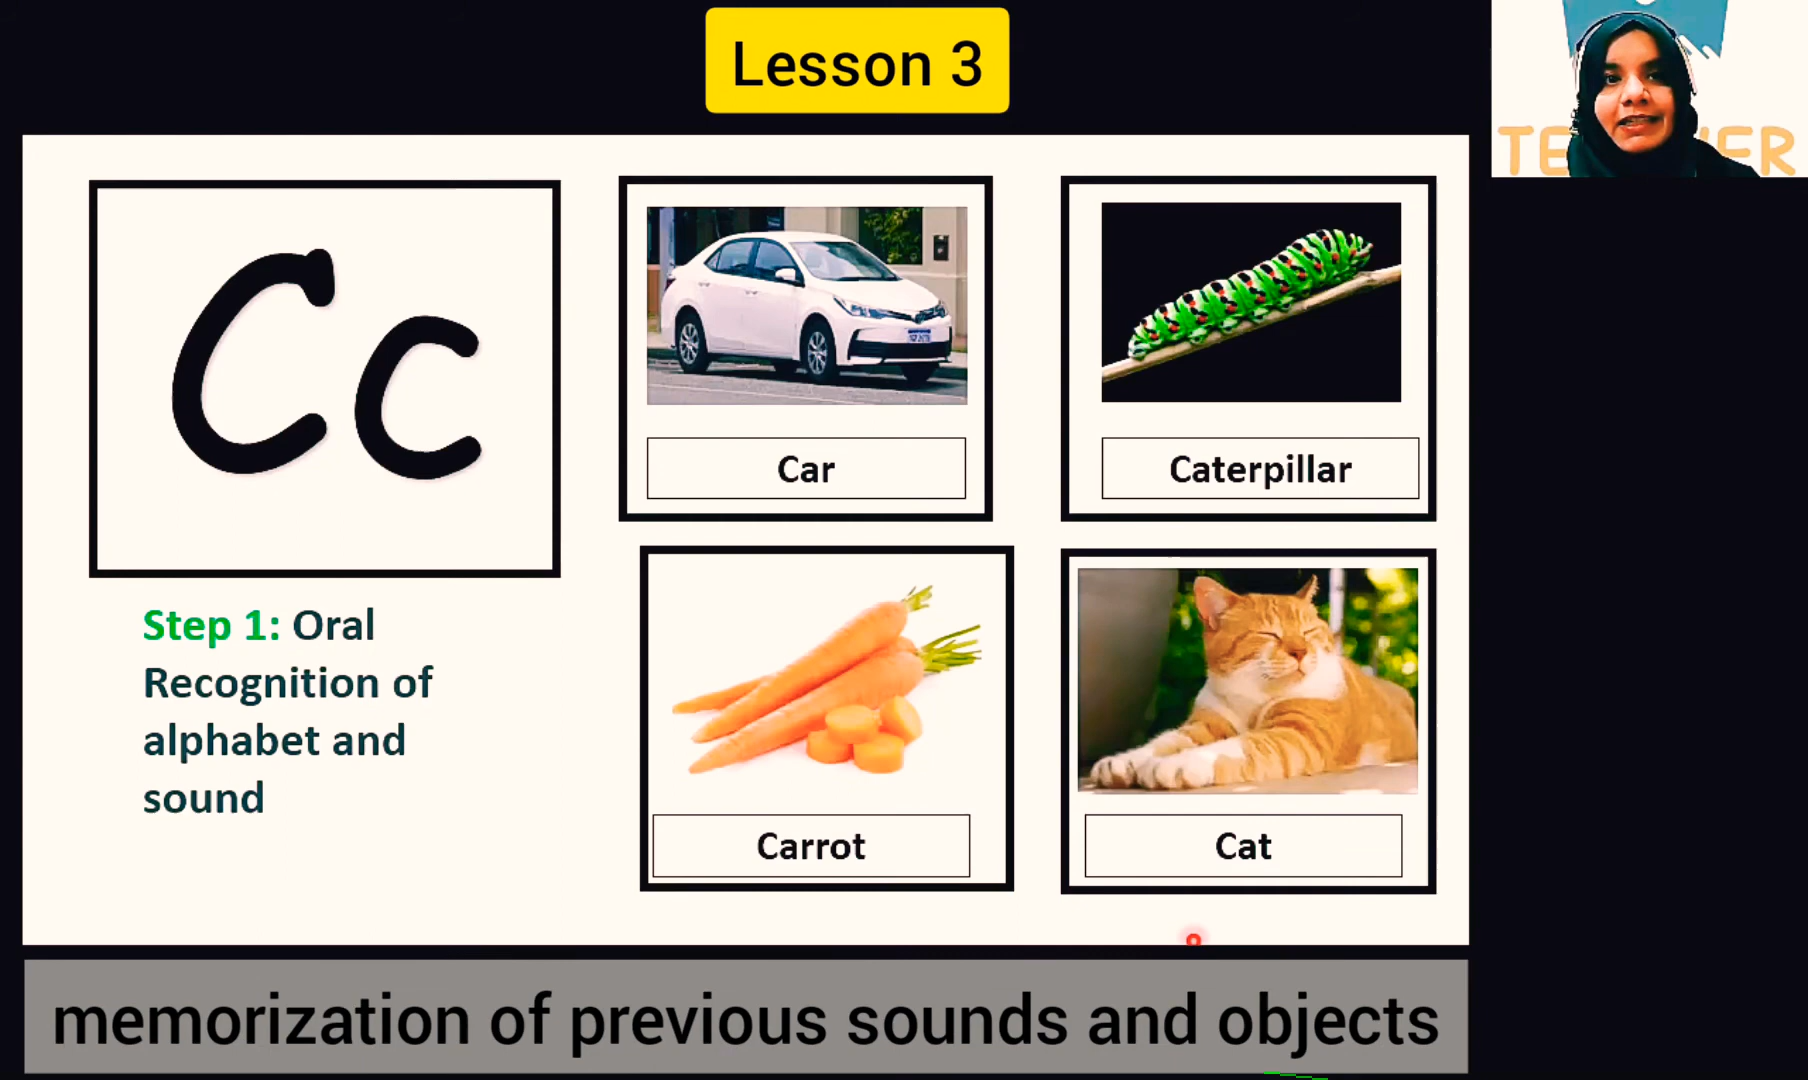 Lesson 3
Cc
Car
Caterpillar
Step 1: Oral
Recognition of
alphabet and
sound
Carrot
Cat
memorization of previous sounds and objects